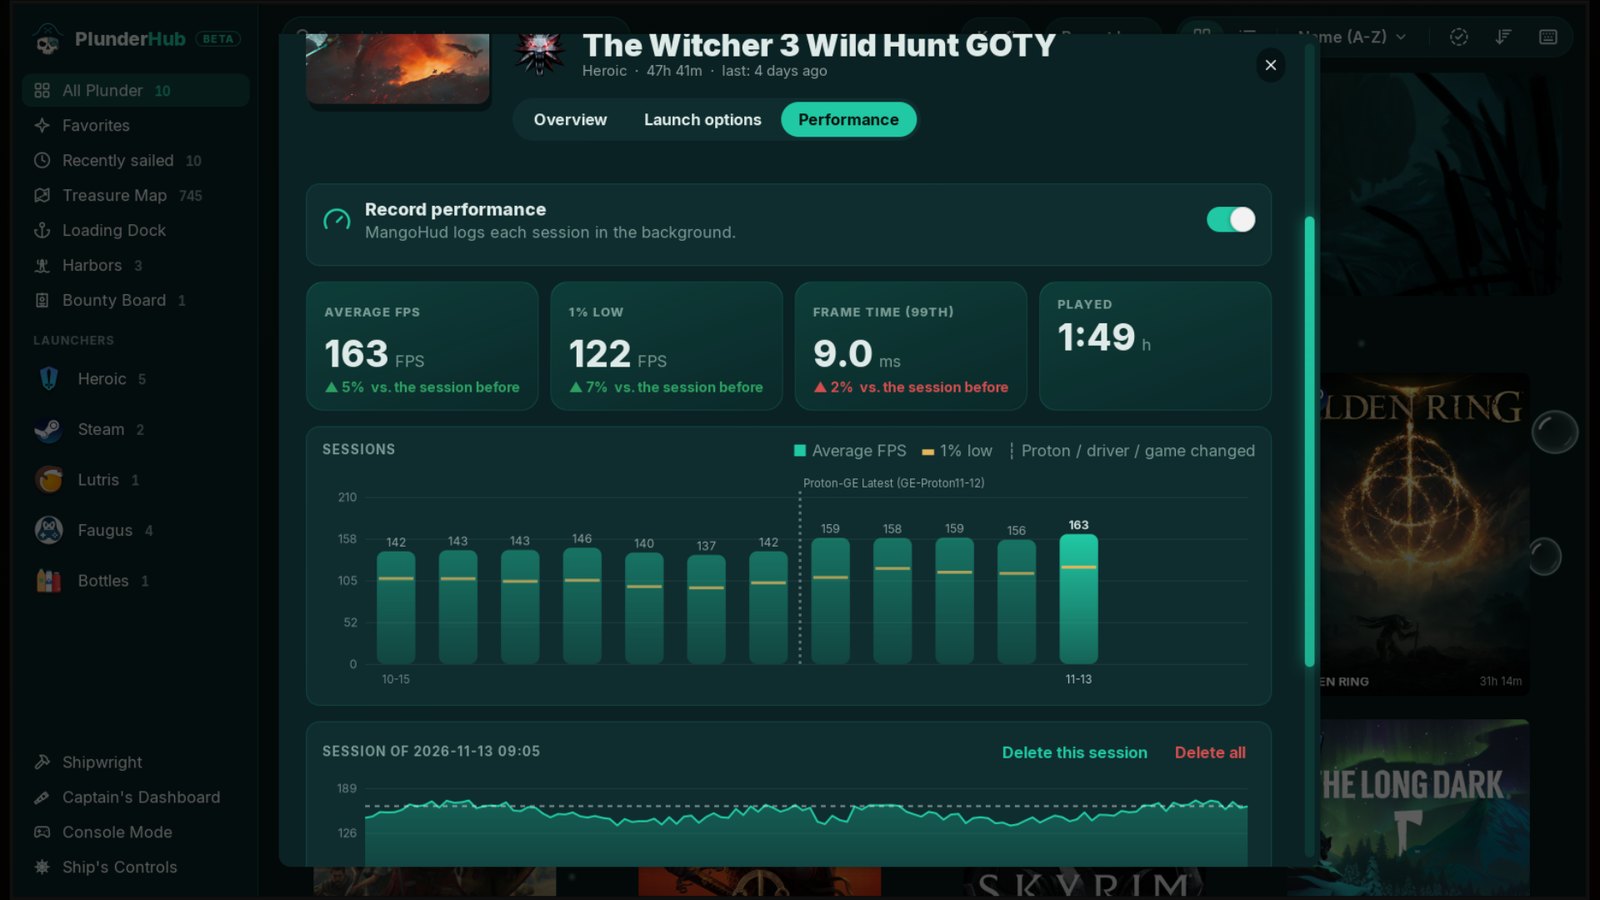 PlunderHub BETA
All Plunder 10
Favorites
Recently sailed 10
Treasure Map 745
Loading Dock
Harbors 3
Bounty Board 1
LAUNCHERS
Heroic 5
Steam 2
Lutris 1
Faugus 4
Bottles 1
Shipwright
Captain's Dashboard
Console Mode
Ship's Controls
The Witcher 3 Wild Hunt GOTY
Heroic · 47h 41m · last: 4 days ago
Overview Launch options Performance
Record performance
MangoHud logs each session in the background.
AVERAGE FPS
163 FPS
▲ 5% vs. the session before
1% LOW
122 FPS
▲ 7% vs. the session before
FRAME TIME (99TH)
9.0 ms
▲ 2% vs. the session before
PLAYED
1:49 h
SESSIONS
Average FPS 1% low Proton / driver / game changed
Proton-GE Latest (GE-Proton11-12)
210
158
105
52
0
142 143 143 146 140 137 142 159 158 159 156 163
10-15 11-13
SESSION OF 2026-11-13 09:05
Delete this session Delete all
189
126
(A-Z)
ELDEN RING
EN RING 31h 14m
THE LONG DARK
SKYRIM